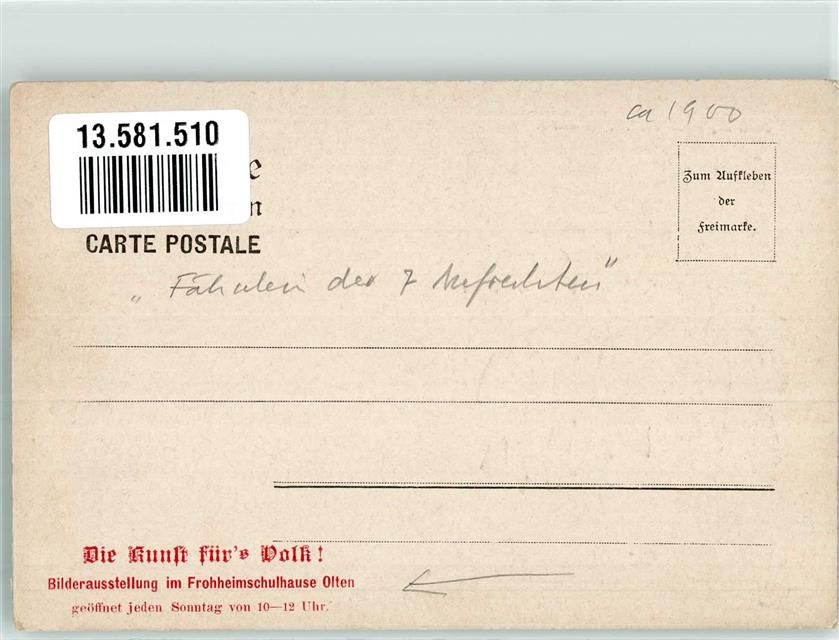 ca 1900
13.581.510
e
n
CARTE POSTALE
Zum Aufkleben
der
Freimarke.
"Fähnlein der 7 Aufrechten"
Die Kunst für's Volk!
Bilderausstellung im Frohheimschulhause Olten
geöffnet jeden Sonntag von 10—12 Uhr.